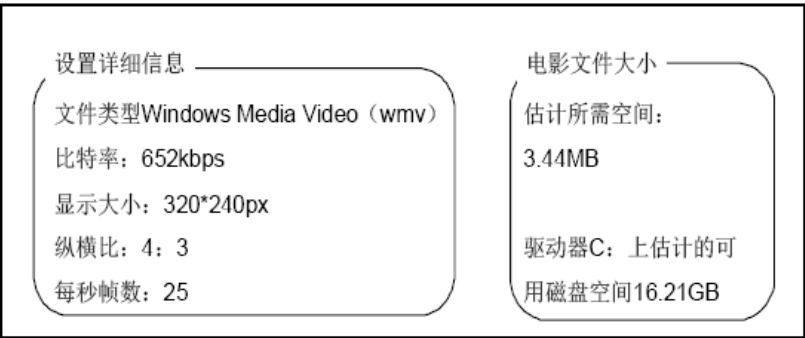 设置详细信息
文件类型Windows Media Video（wmv）
比特率：652kbps
显示大小：320*240px
纵横比：4：3
每秒帧数：25
电影文件大小
估计所需空间：
3.44MB
驱动器C：上估计的可
用磁盘空间16.21GB